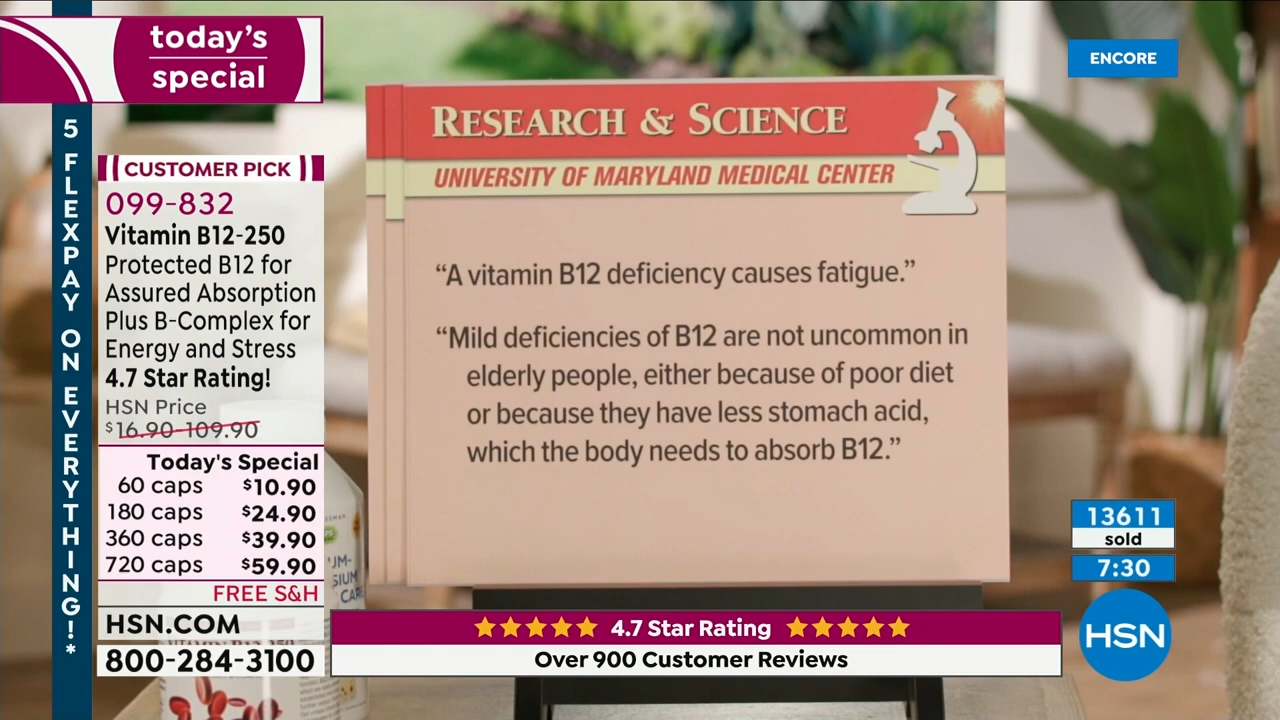 today's
special
ENCORE
5 FLEXPAY ON EVERYTHING!*
CUSTOMER PICK
099-832
Vitamin B12-250
Protected B12 for
Assured Absorption
Plus B-Complex for
Energy and Stress
4.7 Star Rating!
HSN Price
$16.90-109.90
Today's Special
60 caps $10.90
180 caps $24.90
360 caps $39.90
720 caps $59.90
FREE S&H
HSN.COM
800-284-3100
RESEARCH & SCIENCE
UNIVERSITY OF MARYLAND MEDICAL CENTER
“A vitamin B12 deficiency causes fatigue.”
“Mild deficiencies of B12 are not uncommon in
elderly people, either because of poor diet
or because they have less stomach acid,
which the body needs to absorb B12.”
13611
sold
7:30
HSN
4.7 Star Rating
Over 900 Customer Reviews